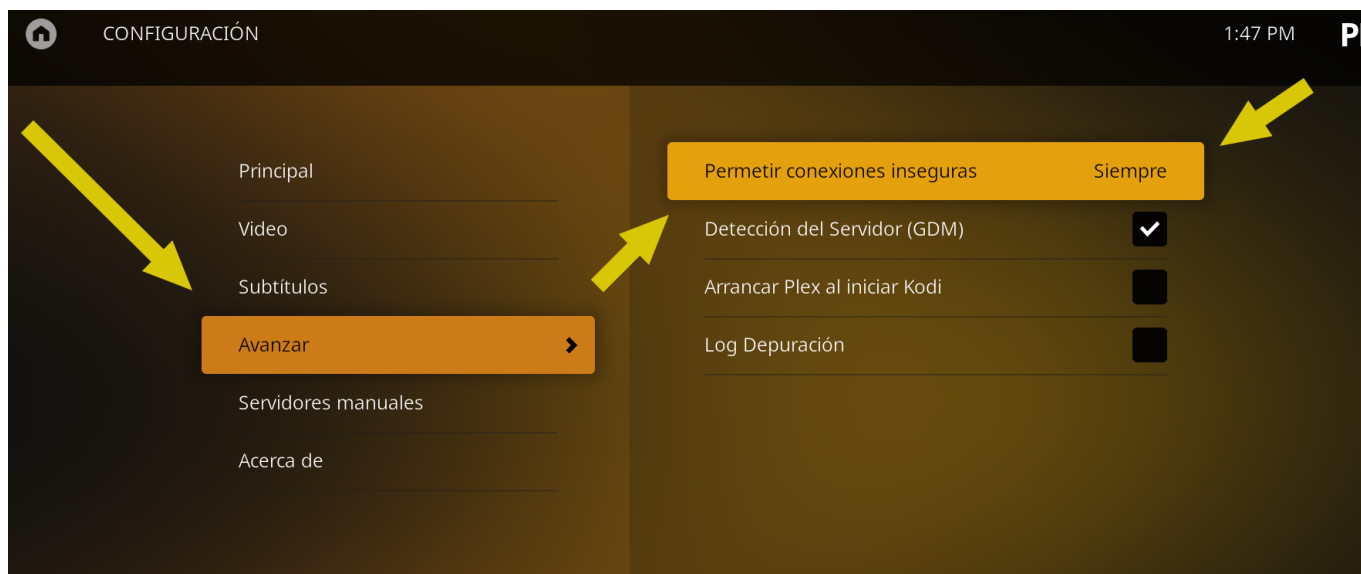 CONFIGURACIÓN
1:47 PM
Principal
Video
Subtítulos
Avanzar
Servidores manuales
Acerca de
Permetir conexiones inseguras Siempre
Detección del Servidor (GDM)
Arrancar Plex al iniciar Kodi
Log Depuración